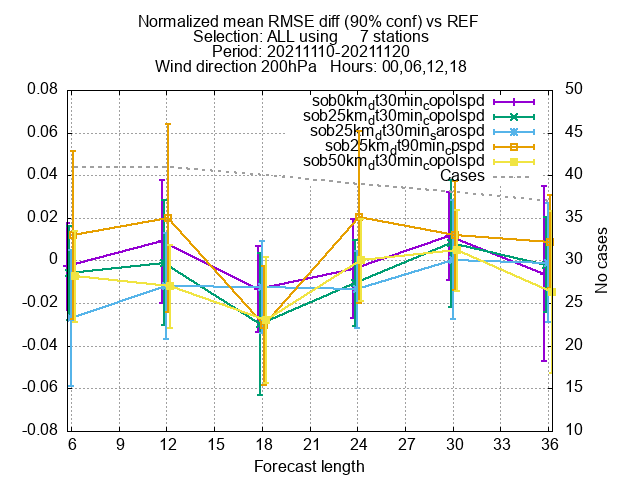 Normalized mean RMSE diff (90% conf) vs REF
Selection: ALL using 7 stations
Period: 20211110-20211120
Wind direction 200hPa Hours: 00,06,12,18
sob0km_dt30min_copolspd
sob25km_dt30min_copolspd
sob25km_dt30min_sarospd
sob25km_dt90min_cpspd
sob50km_dt30min_copolspd
Cases
0.08
0.06
0.04
0.02
0
-0.02
-0.04
-0.06
-0.08
50
45
40
35
30
25
20
15
10
No cases
6 9 12 15 18 21 24 27 30 33 36
Forecast length